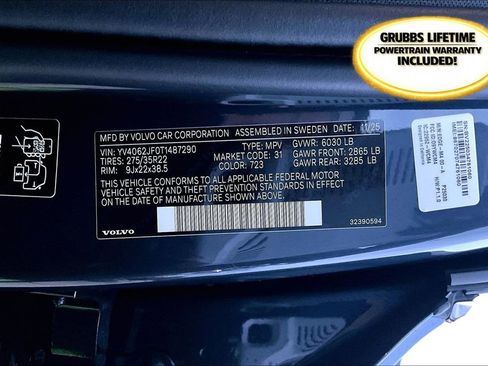 GRUBBS LIFETIME
POWERTRAIN WARRANTY
INCLUDED!
MFD. BY VOLVO CAR CORPORATION ASSEMBLED IN SWEDEN 11/25
VIN: YV4062JF0T1487290 TYPE: MPV GVWR: 6030 LB
TIRES: 275/35R22 MARKET CODE: 31 GAWR FRONT: 2865 LB
RIM: 9Jx22x38.5 COLOR: 723 GAWR REAR: 3285 LB
THIS VEHICLE CONFORMS TO ALL APPLICABLE FEDERAL MOTOR
VEHICLE SAFETY AND THEFT PREVENTION STANDARDS IN EFFECT
ON THE DATE OF MANUFACTURE SHOWN ABOVE.
VOLVO
32390594